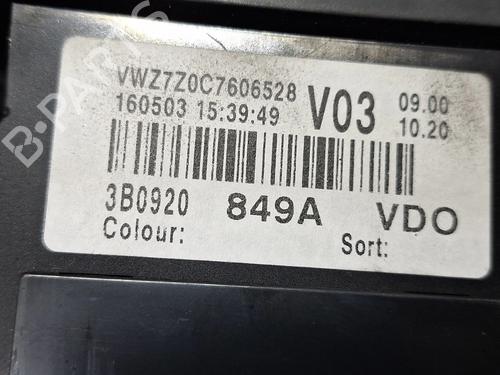 B-PARTS
VWZ7Z0C7606528
160503 15:39:49
V03
09.00
10.20
3B0920 849A VDO
Colour:
Sort: